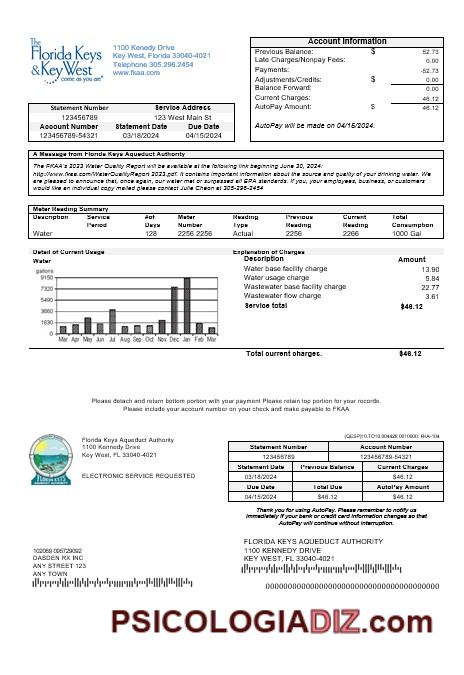 The
Florida Keys
& Key West
come as you are
1100 Kenedy Drive
Key West, Florida 33040-4021
Telephone 305.296.2454
www.fkaa.com
Account Information
Previous Balance: $ 52.73
Late Charges/Nonpay Fees: 0.00
Payments: -52.73
Adjustments/Credits: $ 0.00
Balance Forward: 0.00
Current Charges: 46.12
AutoPay Amount: $ 46.12
AutoPay will be made on 04/15/2024.
Statement Number Service Address
123456789 123 West Main St
Account Number Statement Date Due Date
123456789-54321 03/18/2024 04/15/2024
A Message from Florida Keys Aqueduct Authority
The FKAA's 2023 Water Quality Report will be available at the following link beginning June 30, 2024:
http://www.fkaa.com/WaterQualityReport 2023.pdf. It contains important information about the source and quality of your drinking water. We
are pleased to announce that, once again, our water met or surpassed all EPA standards. If you, your employees, business, or customers
would like an individual copy mailed please contact Julie Cheon at 305-296-2454
Meter Reading Summary
Description Service Period #of Days Meter Number Reading Type Previous Reading Current Reading Total Consumption
Water 128 2256 2256 Actual 2256 2266 1000 Gal
Detail of Current Usage
Water
gallons
9150
7320
5490
3660
1830
0
Mar Apr May Jun Jul Aug Sep Oct Nov Dec Jan Feb Mar
Explanation of Charges
Description Amount
Water base facility charge 13.90
Water usage charge 5.84
Wastewater base facility charge 22.77
Wastewater flow charge 3.61
Service total $46.12
Total current charges. $46.12
Please detach and return bottom portion with your payment Please retain top portion for your records.
Please include your account number on your check and make payable to FKAA
Florida Keys Aqueduct Authority
1100 Kennedy Drive
Key West, FL 33040-4021
ELECTRONIC SERVICE REQUESTED
Statement Number Account Number
123456789 123456789-54321
Statement Date Previous Balance Current Charges
03/18/2024 $46.12
Due Date Total Due AutoPay Amount
04/15/2024 $46.12 $46.12
Thank you for using AutoPay. Please remember to notify us
immediately if your bank or credit card information changes so that
AutoPay will continue without interruption.
102069 095729092
DASDEN RX INC
ANY STREET 123
ANY TOWN
FLORIDA KEYS AQUEDUCT AUTHORITY
1100 KENNEDY DRIVE
KEY WEST, FL 33040-4021
PSICOLOGIADIZ.com